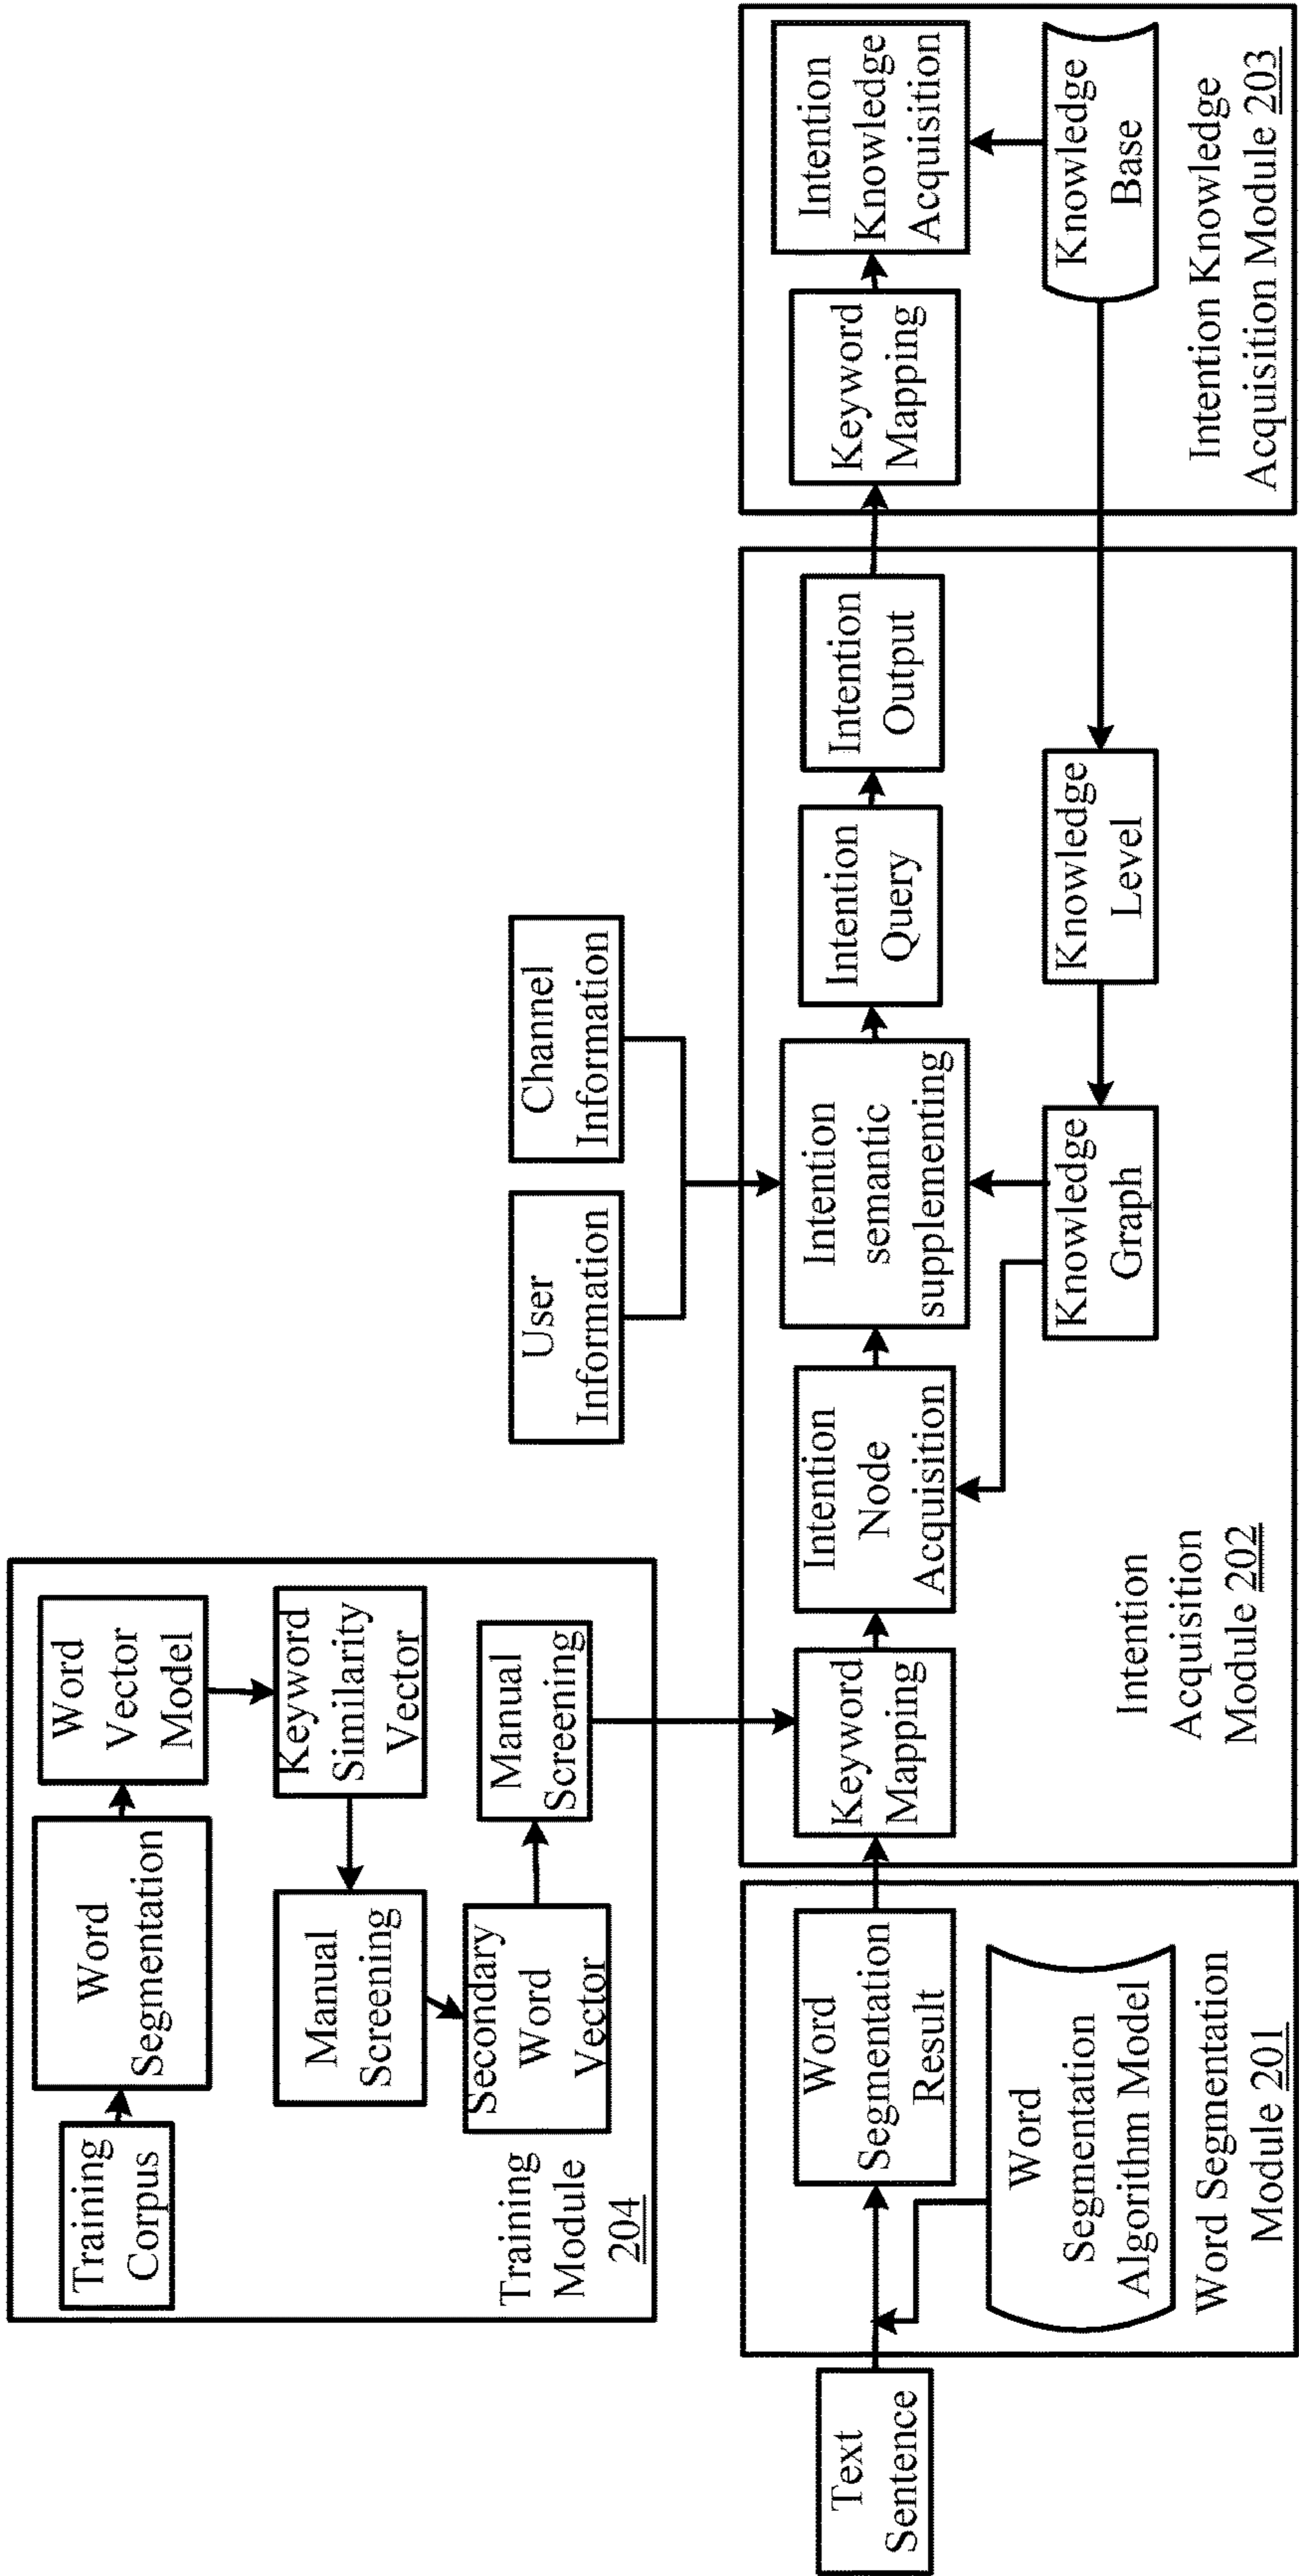 Training
Corpus
Word
Segmentation
Word
Vector
Model
Keyword
Similarity
Vector
Manual
Screening
Secondary
Word
Vector
Manual
Screening
Training
Module
204
User
Information
Channel
Information
Text
Sentence
Word
Segmentation
Result
Word
Segmentation
Algorithm Model
Word Segmentation
Module 201
Keyword
Mapping
Intention
Node
Acquisition
Intention
semantic
supplementing
Intention
Query
Intention
Output
Knowledge
Graph
Knowledge
Level
Intention
Acquisition
Module 202
Keyword
Mapping
Intention
Knowledge
Acquisition
Knowledge
Base
Intention Knowledge
Acquisition Module 203